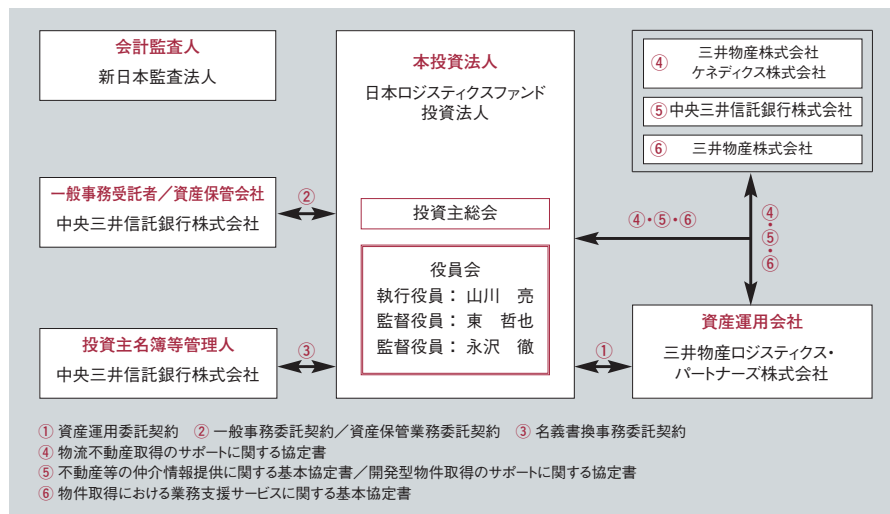 会計監査人
新日本監査法人
一般事務受託者／資産保管会社
中央三井信託銀行株式会社
②
投資主名簿等管理人
中央三井信託銀行株式会社
③
本投資法人
日本ロジスティクスファンド
投資法人
投資主総会
役員会
執行役員： 山川　亮
監督役員： 東　哲也
監督役員： 永沢　徹
④ 三井物産株式会社
ケネディクス株式会社
⑤ 中央三井信託銀行株式会社
⑥ 三井物産株式会社
④・⑤・⑥
④・⑤・⑥
①
資産運用会社
三井物産ロジスティクス・
パートナーズ株式会社
① 資産運用委託契約　② 一般事務委託契約／資産保管業務委託契約　③ 名義書換事務委託契約
④ 物流不動産取得のサポートに関する協定書
⑤ 不動産等の仲介情報提供に関する基本協定書／開発型物件取得のサポートに関する協定書
⑥ 物件取得における業務支援サービスに関する基本協定書